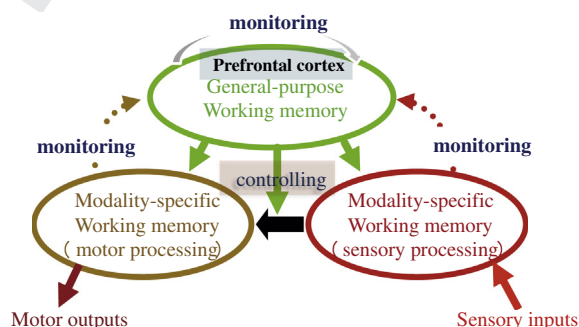 monitoring
Prefrontal cortex
General-purpose
Working memory
monitoring
monitoring
controlling
Modality-specific
Working memory
( motor processing)
Modality-specific
Working memory
( sensory processing)
Motor outputs
Sensory inputs